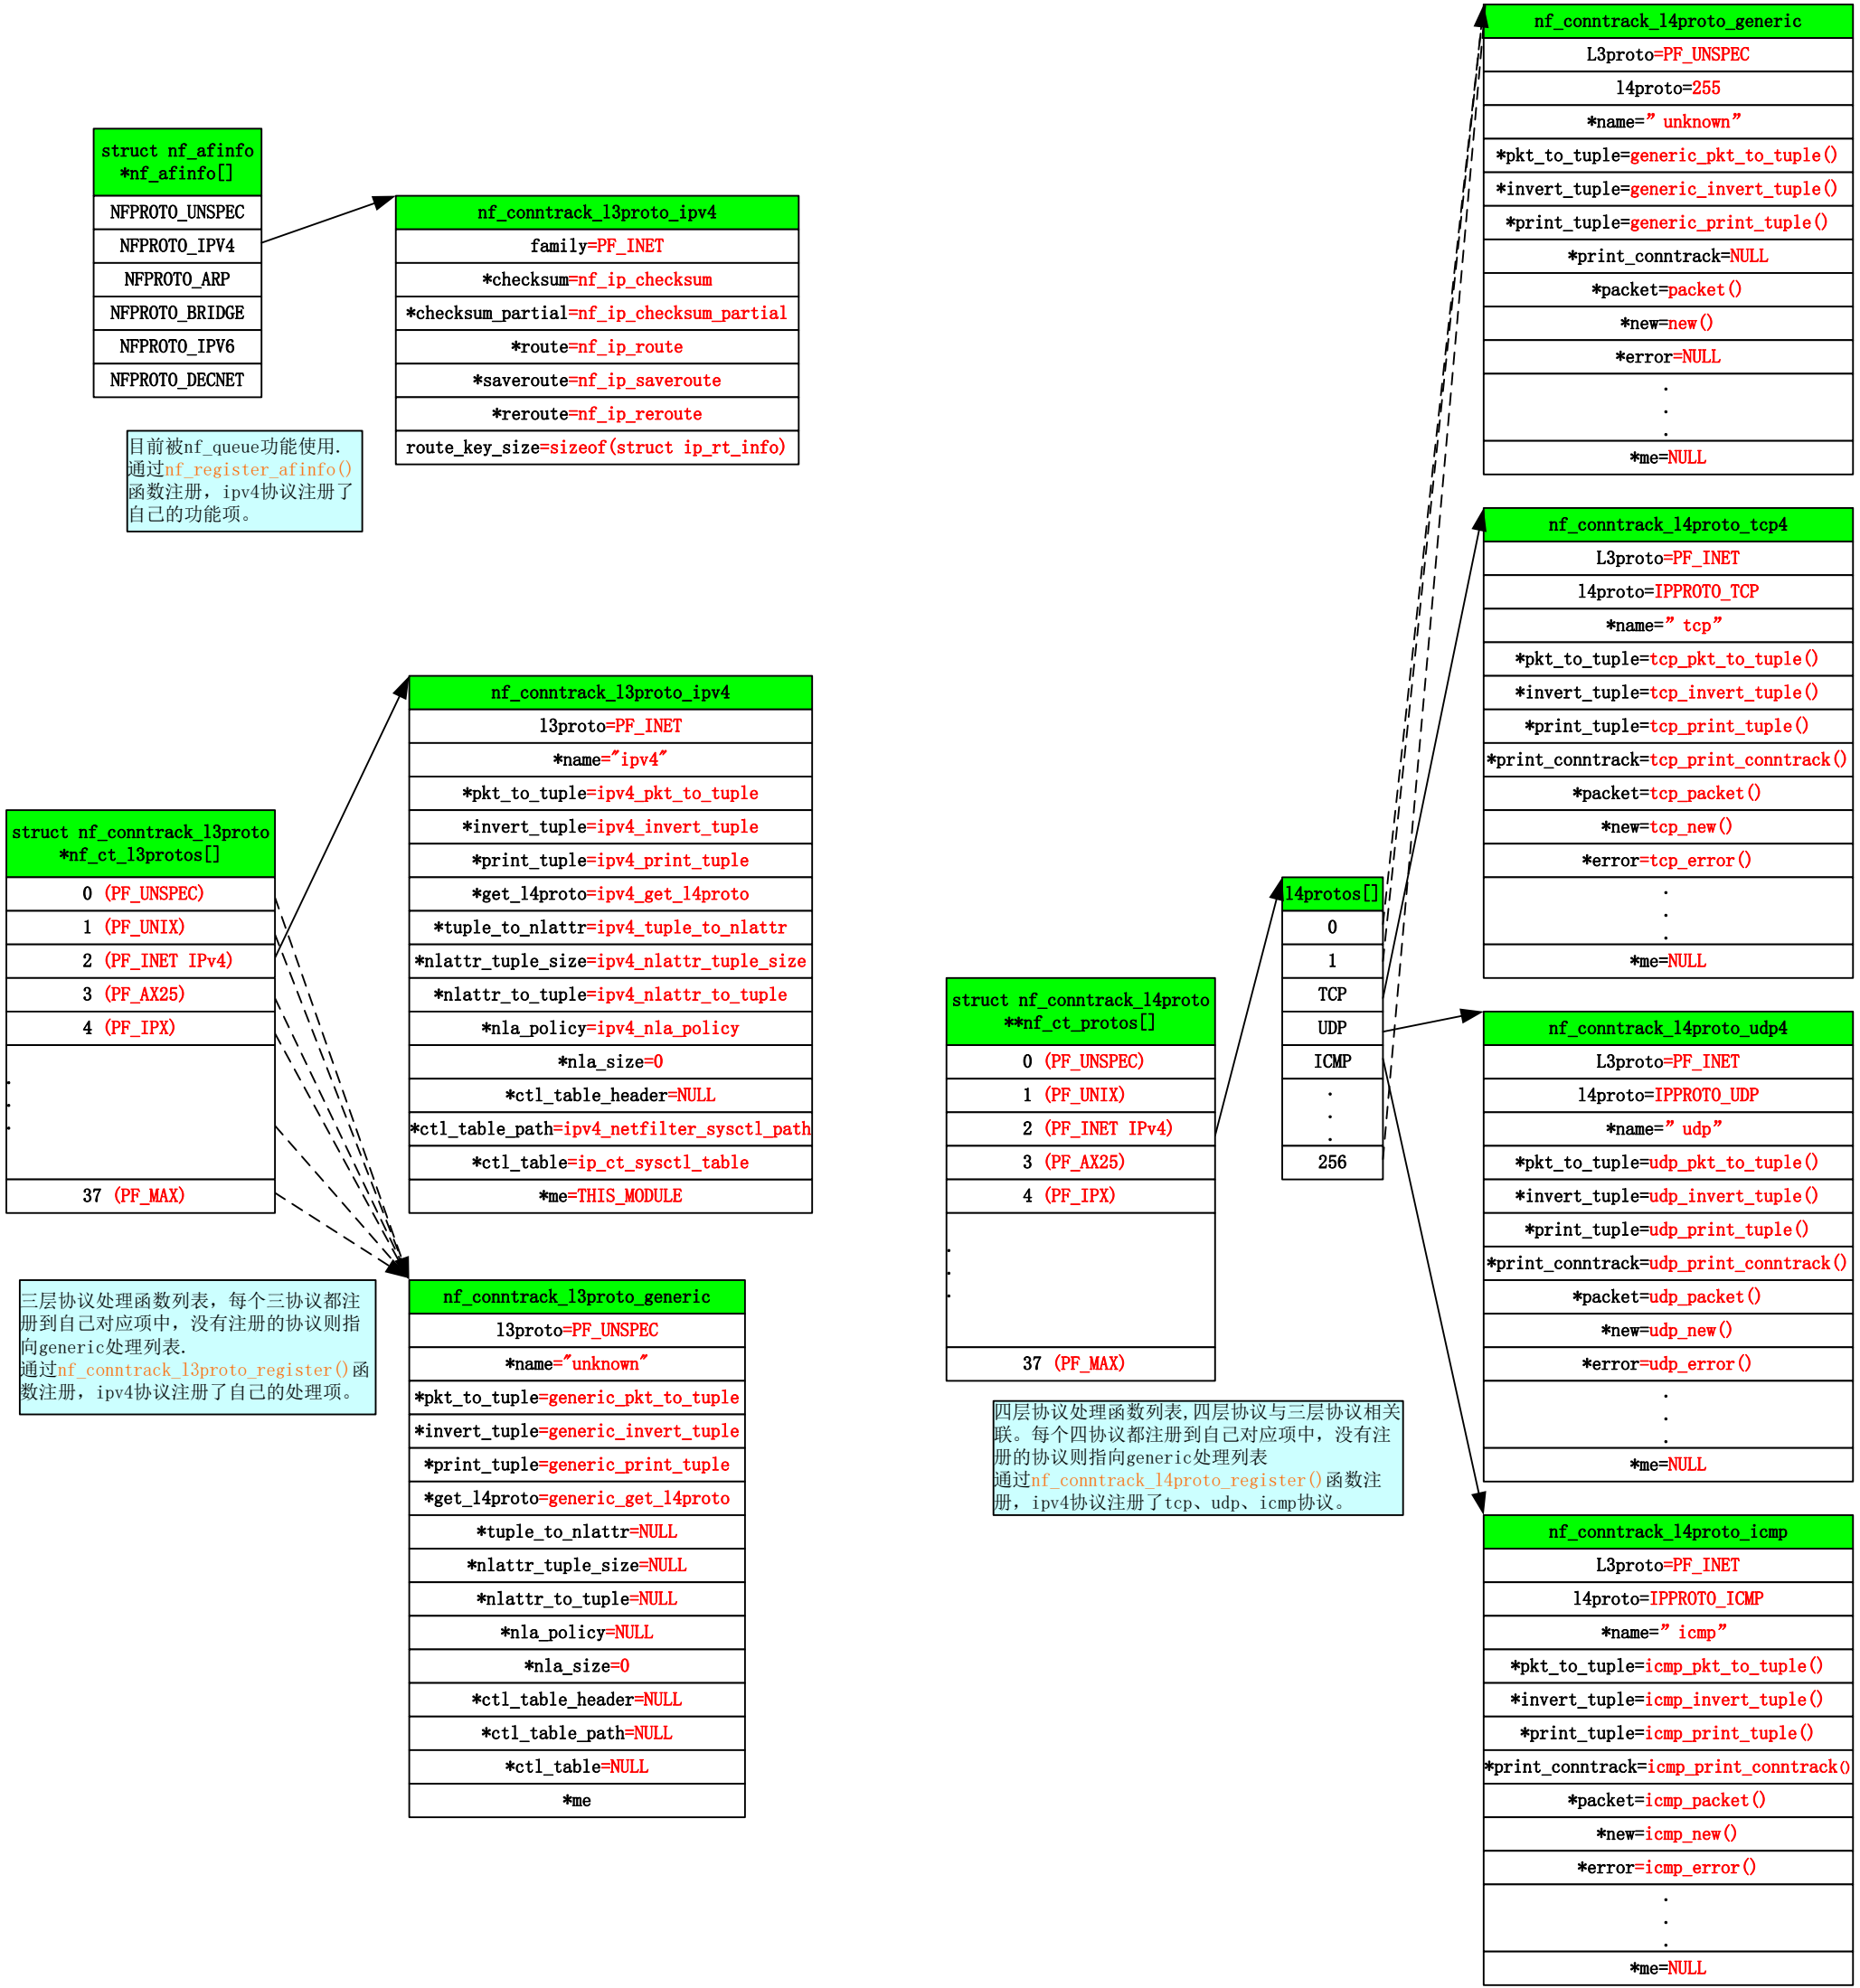 struct nf_afinfo
*nf_afinfo[]
NFPROTO_UNSPEC
NFPROTO_IPV4
NFPROTO_ARP
NFPROTO_BRIDGE
NFPROTO_IPV6
NFPROTO_DECNET
目前被nf_queue功能使用.
通过nf_register_afinfo()
函数注册，ipv4协议注册了
自己的功能项。
nf_conntrack_l3proto_ipv4
family=PF_INET
*checksum=nf_ip_checksum
*checksum_partial=nf_ip_checksum_partial
*route=nf_ip_route
*saveroute=nf_ip_saveroute
*reroute=nf_ip_reroute
route_key_size=sizeof(struct ip_rt_info)
struct nf_conntrack_l3proto
*nf_ct_l3protos[]
0 (PF_UNSPEC)
1 (PF_UNIX)
2 (PF_INET IPv4)
3 (PF_AX25)
4 (PF_IPX)
.
.
.
37 (PF_MAX)
三层协议处理函数列表，每个三协议都注
册到自己对应项中，没有注册的协议则指
向generic处理列表.
通过nf_conntrack_l3proto_register()函
数注册，ipv4协议注册了自己的处理项。
nf_conntrack_l3proto_ipv4
l3proto=PF_INET
*name="ipv4"
*pkt_to_tuple=ipv4_pkt_to_tuple
*invert_tuple=ipv4_invert_tuple
*print_tuple=ipv4_print_tuple
*get_l4proto=ipv4_get_l4proto
*tuple_to_nlattr=ipv4_tuple_to_nlattr
*nlattr_tuple_size=ipv4_nlattr_tuple_size
*nlattr_to_tuple=ipv4_nlattr_to_tuple
*nla_policy=ipv4_nla_policy
*nla_size=0
*ctl_table_header=NULL
*ctl_table_path=ipv4_netfilter_sysctl_path
*ctl_table=ip_ct_sysctl_table
*me=THIS_MODULE
nf_conntrack_l3proto_generic
l3proto=PF_UNSPEC
*name="unknown"
*pkt_to_tuple=generic_pkt_to_tuple
*invert_tuple=generic_invert_tuple
*print_tuple=generic_print_tuple
*get_l4proto=generic_get_l4proto
*tuple_to_nlattr=NULL
*nlattr_tuple_size=NULL
*nlattr_to_tuple=NULL
*nla_policy=NULL
*nla_size=0
*ctl_table_header=NULL
*ctl_table_path=NULL
*ctl_table=NULL
*me
struct nf_conntrack_l4proto
**nf_ct_protos[]
0 (PF_UNSPEC)
1 (PF_UNIX)
2 (PF_INET IPv4)
3 (PF_AX25)
4 (PF_IPX)
.
.
.
37 (PF_MAX)
四层协议处理函数列表,四层协议与三层协议相关
联。每个四协议都注册到自己对应项中，没有注
册的协议则指向generic处理列表
通过nf_conntrack_l4proto_register()函数注
册，ipv4协议注册了tcp、udp、icmp协议。
l4protos[]
0
1
TCP
UDP
ICMP
.
.
.
256
nf_conntrack_l4proto_generic
L3proto=PF_UNSPEC
l4proto=255
*name=”unknown”
*pkt_to_tuple=generic_pkt_to_tuple()
*invert_tuple=generic_invert_tuple()
*print_tuple=generic_print_tuple()
*print_conntrack=NULL
*packet=packet()
*new=new()
*error=NULL
.
.
.
*me=NULL
nf_conntrack_l4proto_tcp4
L3proto=PF_INET
l4proto=IPPROTO_TCP
*name=”tcp”
*pkt_to_tuple=tcp_pkt_to_tuple()
*invert_tuple=tcp_invert_tuple()
*print_tuple=tcp_print_tuple()
*print_conntrack=tcp_print_conntrack()
*packet=tcp_packet()
*new=tcp_new()
*error=tcp_error()
.
.
.
*me=NULL
nf_conntrack_l4proto_udp4
L3proto=PF_INET
l4proto=IPPROTO_UDP
*name=”udp”
*pkt_to_tuple=udp_pkt_to_tuple()
*invert_tuple=udp_invert_tuple()
*print_tuple=udp_print_tuple()
*print_conntrack=udp_print_conntrack()
*packet=udp_packet()
*new=udp_new()
*error=udp_error()
.
.
.
*me=NULL
nf_conntrack_l4proto_icmp
L3proto=PF_INET
l4proto=IPPROTO_ICMP
*name=”icmp”
*pkt_to_tuple=icmp_pkt_to_tuple()
*invert_tuple=icmp_invert_tuple()
*print_tuple=icmp_print_tuple()
*print_conntrack=icmp_print_conntrack()
*packet=icmp_packet()
*new=icmp_new()
*error=icmp_error()
.
.
.
*me=NULL